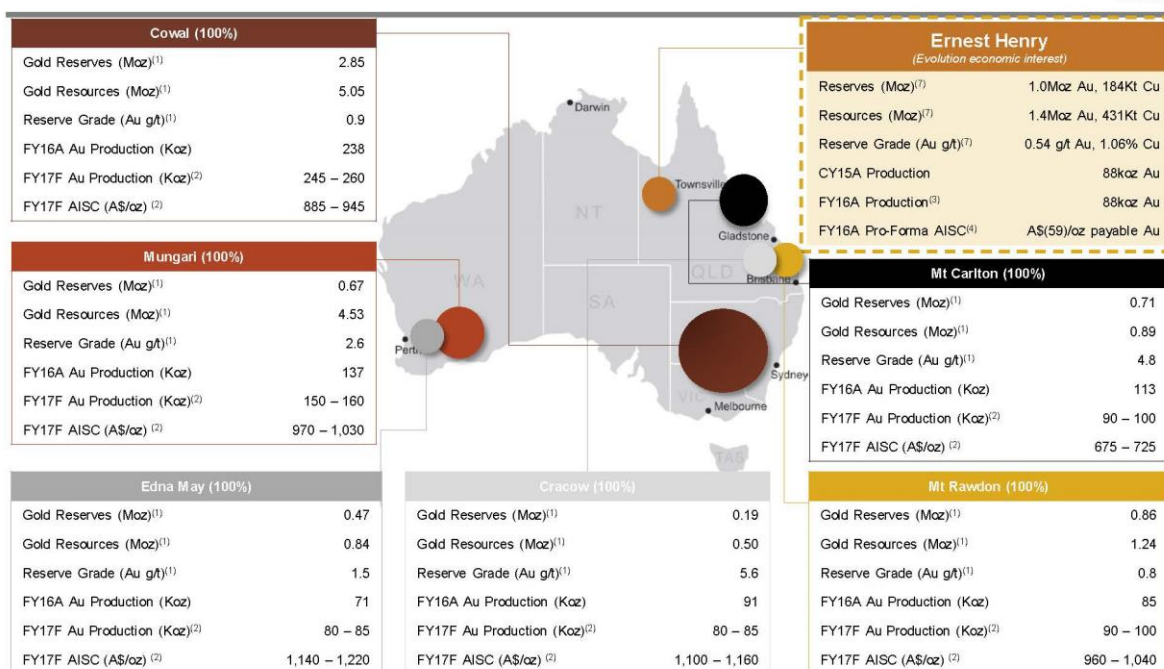 Cowal (100%)
Gold Reserves (Moz)(1) 2.85
Gold Resources (Moz)(1) 5.05
Reserve Grade (Au g/t)(1) 0.9
FY16A Au Production (Koz) 238
FY17F Au Production (Koz)(2) 245 – 260
FY17F AISC (A$/oz) (2) 885 – 945
Ernest Henry
(Evolution economic interest)
Reserves (Moz)(7) 1.0Moz Au, 184Kt Cu
Resources (Moz)(7) 1.4Moz Au, 431Kt Cu
Reserve Grade (Au g/t)(7) 0.54 g/t Au, 1.06% Cu
CY15A Production 88koz Au
FY16A Production(3) 88koz Au
FY16A Pro-Forma AISC(4) A$(59)/oz payable Au
Darwin
Townsville
NT
Gladstone
WA
QLD
Brisbane
SA
Perth
Sydney
VIC
Melbourne
TAS
Mungari (100%)
Gold Reserves (Moz)(1) 0.67
Gold Resources (Moz)(1) 4.53
Reserve Grade (Au g/t)(1) 2.6
FY16A Au Production (Koz) 137
FY17F Au Production (Koz)(2) 150 – 160
FY17F AISC (A$/oz) (2) 970 – 1,030
Mt Carlton (100%)
Gold Reserves (Moz)(1) 0.71
Gold Resources (Moz)(1) 0.89
Reserve Grade (Au g/t)(1) 4.8
FY16A Au Production (Koz) 113
FY17F Au Production (Koz)(2) 90 – 100
FY17F AISC (A$/oz) (2) 675 – 725
Edna May (100%)
Gold Reserves (Moz)(1) 0.47
Gold Resources (Moz)(1) 0.84
Reserve Grade (Au g/t)(1) 1.5
FY16A Au Production (Koz) 71
FY17F Au Production (Koz)(2) 80 – 85
FY17F AISC (A$/oz) (2) 1,140 – 1,220
Cracow (100%)
Gold Reserves (Moz)(1) 0.19
Gold Resources (Moz)(1) 0.50
Reserve Grade (Au g/t)(1) 5.6
FY16A Au Production (Koz) 91
FY17F Au Production (Koz)(2) 80 – 85
FY17F AISC (A$/oz) (2) 1,100 – 1,160
Mt Rawdon (100%)
Gold Reserves (Moz)(1) 0.86
Gold Resources (Moz)(1) 1.24
Reserve Grade (Au g/t)(1) 0.8
FY16A Au Production (Koz) 85
FY17F Au Production (Koz)(2) 90 – 100
FY17F AISC (A$/oz) (2) 960 – 1,040